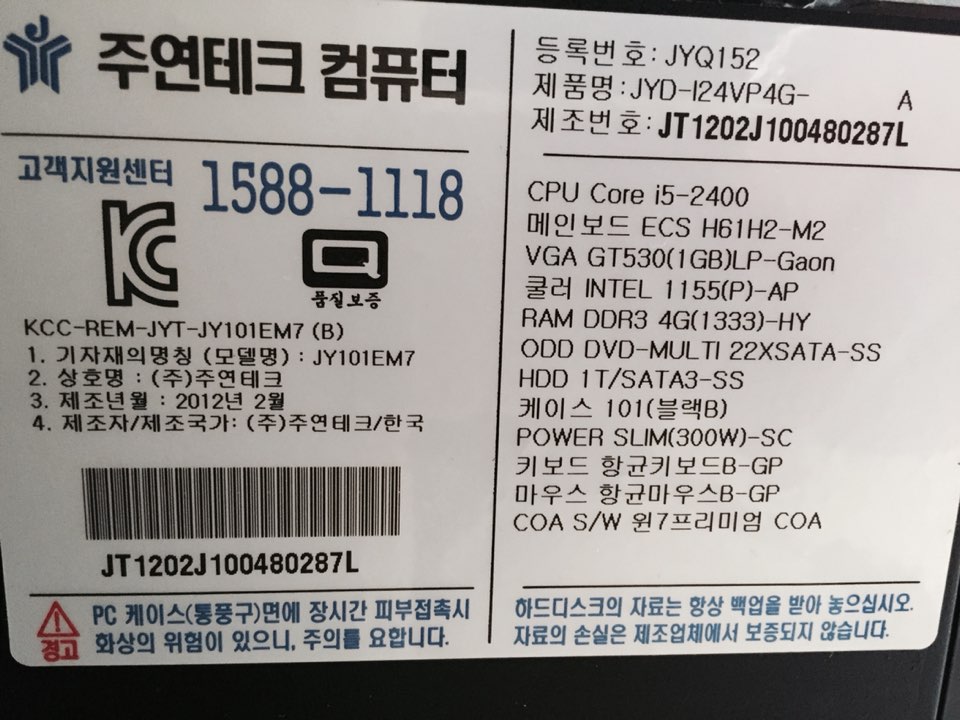 주연테크 컴퓨터
고객지원센터 1588-1118
품질보증
KCC-REM-JYT-JY101EM7 (B)
1. 기자재의명칭 (모델명) : JY101EM7
2. 상호명 : (주)주연테크
3. 제조년월 : 2012년 2월
4. 제조자/제조국가: (주)주연테크/한국
JT1202J100480287L
경고
PC 케이스(통풍구)면에 장시간 피부접촉시
화상의 위험이 있으니, 주의를 요합니다.
등록번호: JYQ152
제품명: JYD-I24VP4G- A
제조번호: JT1202J100480287L
CPU Core i5-2400
메인보드 ECS H61H2-M2
VGA GT530(1GB)LP-Gaon
쿨러 INTEL 1155(P)-AP
RAM DDR3 4G(1333)-HY
ODD DVD-MULTI 22XSATA-SS
HDD 1T/SATA3-SS
케이스 101(블랙B)
POWER SLIM(300W)-SC
키보드 항균키보드B-GP
마우스 항균마우스B-GP
COA S/W 윈7프리미엄 COA
하드디스크의 자료는 항상 백업을 받아 놓으십시오.
자료의 손실은 제조업체에서 보증되지 않습니다.